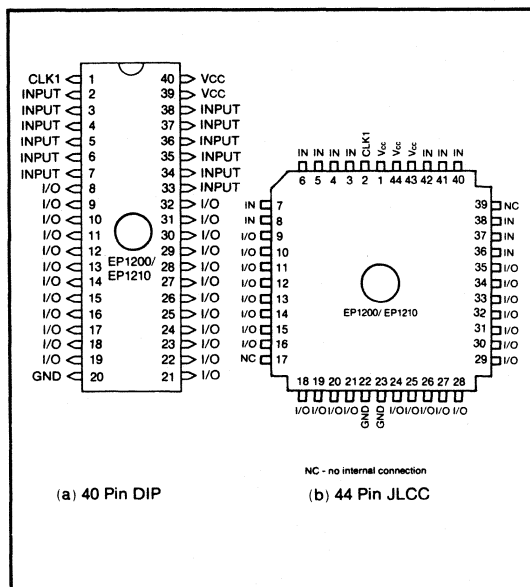 CLK1 1 40 VCC
INPUT 2 39 VCC
INPUT 3 38 INPUT
INPUT 4 37 INPUT
INPUT 5 36 INPUT
INPUT 6 35 INPUT
INPUT 7 34 INPUT
I/O 8 33 INPUT
I/O 9 32 I/O
I/O 10 31 I/O
I/O 11 30 I/O
I/O 12 29 I/O
I/O 13 28 I/O
I/O 14 27 I/O
I/O 15 26 I/O
I/O 16 25 I/O
I/O 17 24 I/O
I/O 18 23 I/O
I/O 19 22 I/O
GND 20 21 I/O
EP1200/
EP1210
(a) 40 Pin DIP
IN IN IN IN CLK1 Vcc Vcc Vcc IN IN IN
6 5 4 3 2 1 44 43 42 41 40
IN 7 39 NC
IN 8 38 IN
I/O 9 37 IN
I/O 10 36 IN
I/O 11 35 I/O
I/O 12 34 I/O
I/O 13 33 I/O
I/O 14 32 I/O
I/O 15 31 I/O
I/O 16 30 I/O
NC 17 29 I/O
EP1200/ EP1210
18 19 20 21 22 23 24 25 26 27 28
I/O I/O I/O I/O GND GND I/O I/O I/O I/O I/O
NC - no internal connection
(b) 44 Pin JLCC